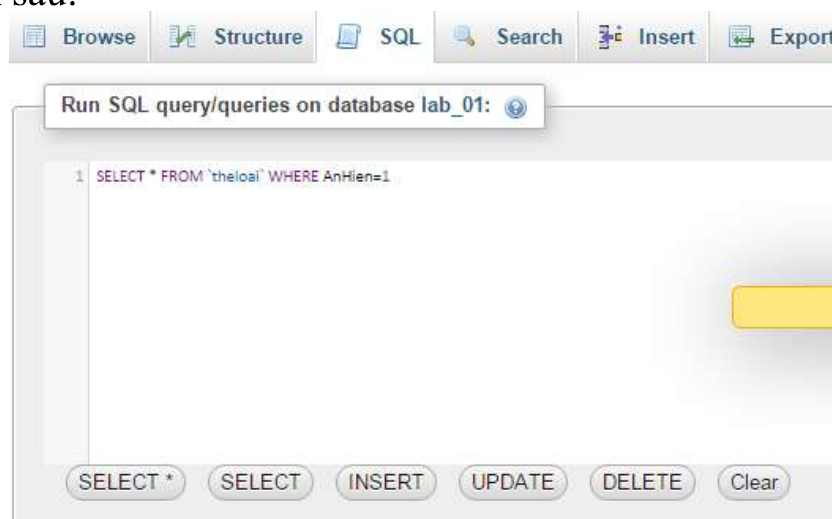 sau:
Browse Structure SQL Search Insert Export
Run SQL query/queries on database lab_01:
1 SELECT * FROM `theloai` WHERE AnHien=1
SELECT * SELECT INSERT UPDATE DELETE Clear